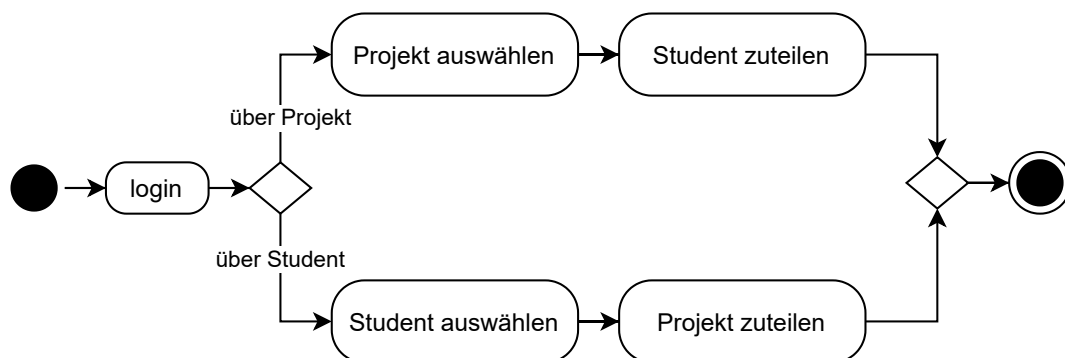 Projekt auswählen
Student zuteilen
über Projekt
login
über Student
Student auswählen
Projekt zuteilen